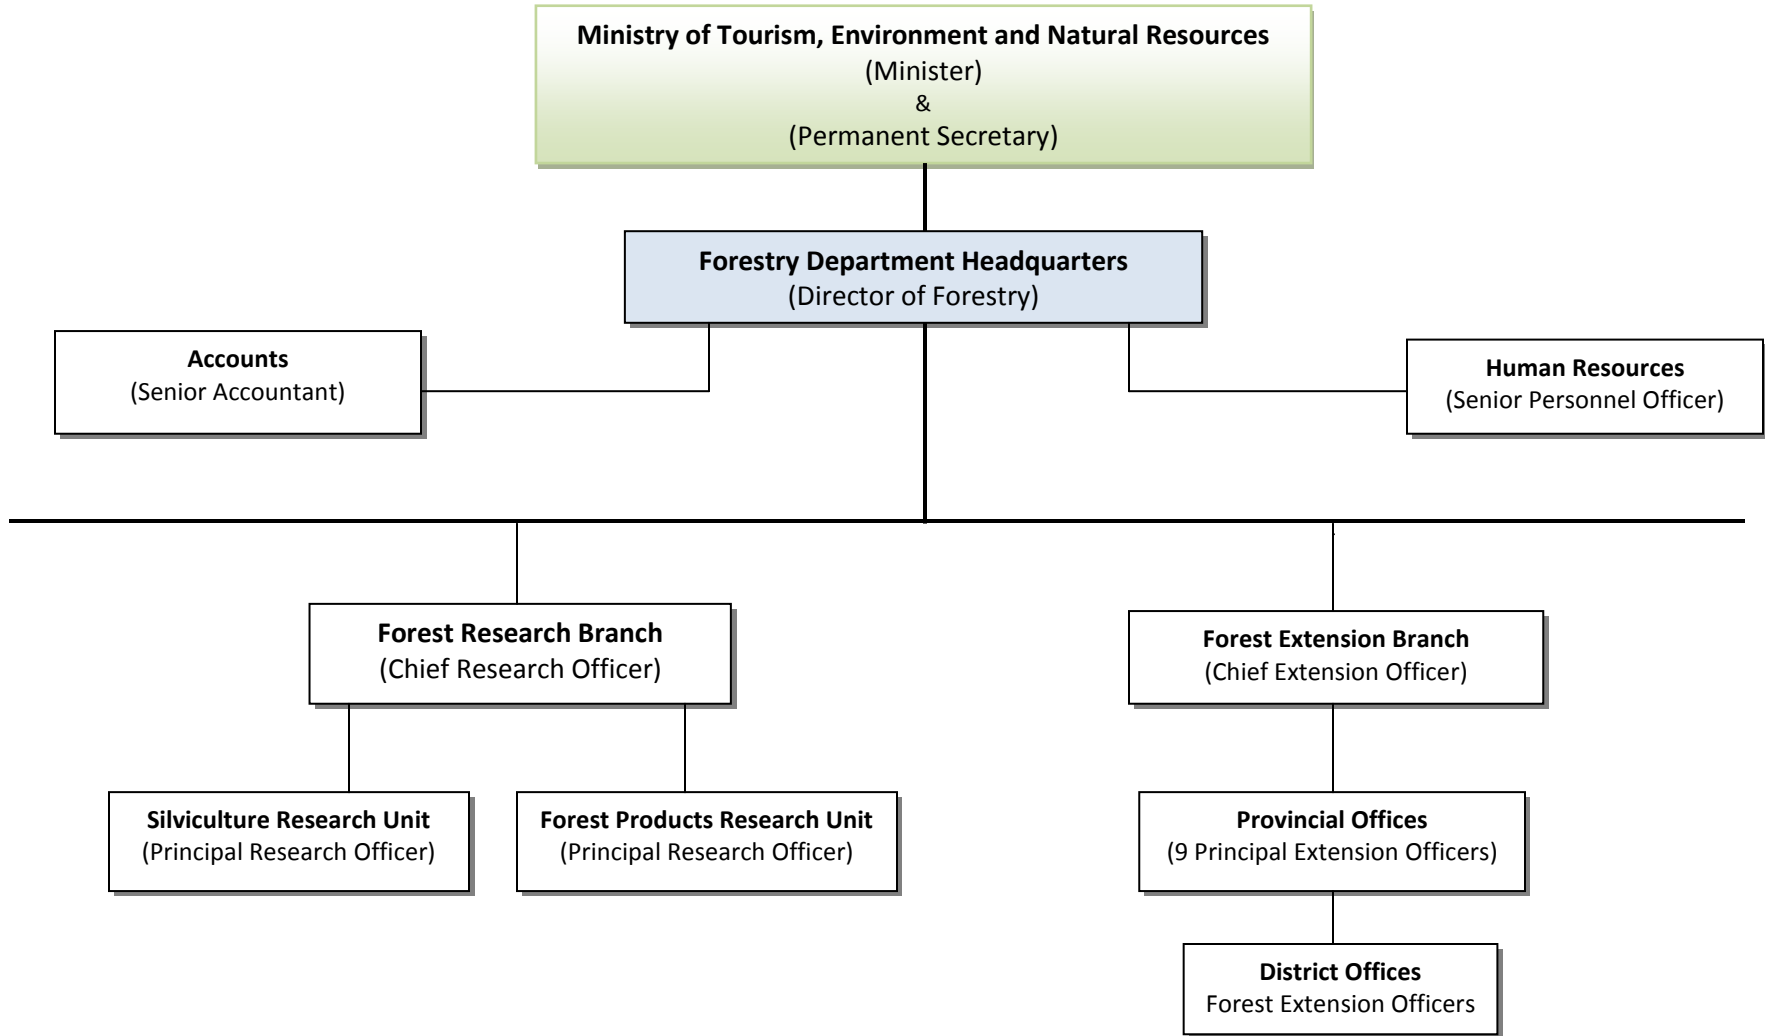 Ministry of Tourism, Environment and Natural Resources
(Minister)
&
(Permanent Secretary)
Forestry Department Headquarters
(Director of Forestry)
Accounts
(Senior Accountant)
Human Resources
(Senior Personnel Officer)
Forest Research Branch
(Chief Research Officer)
Forest Extension Branch
(Chief Extension Officer)
Silviculture Research Unit
(Principal Research Officer)
Forest Products Research Unit
(Principal Research Officer)
Provincial Offices
(9 Principal Extension Officers)
District Offices
Forest Extension Officers